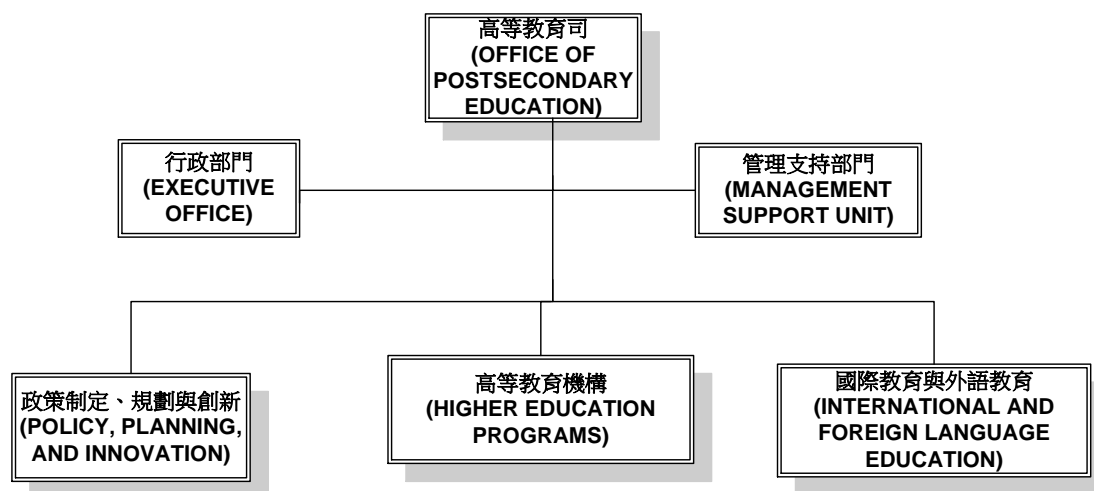 高等教育司
(OFFICE OF
POSTSECONDARY
EDUCATION)
行政部門
(EXECUTIVE
OFFICE)
管理支持部門
(MANAGEMENT
SUPPORT UNIT)
政策制定、規劃與創新
(POLICY, PLANNING,
AND INNOVATION)
高等教育機構
(HIGHER EDUCATION
PROGRAMS)
國際教育與外語教育
(INTERNATIONAL AND
FOREIGN LANGUAGE
EDUCATION)